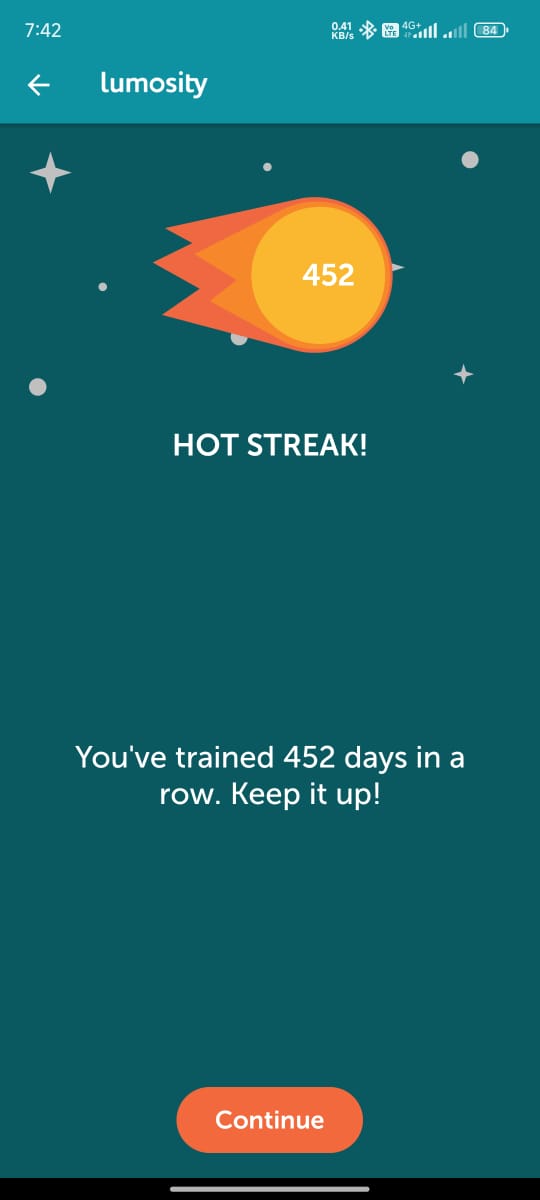 7:42
0.41
KB/s
Vo
LTE
4G+
84
lumosity
452
HOT STREAK!
You've trained 452 days in a
row. Keep it up!
Continue